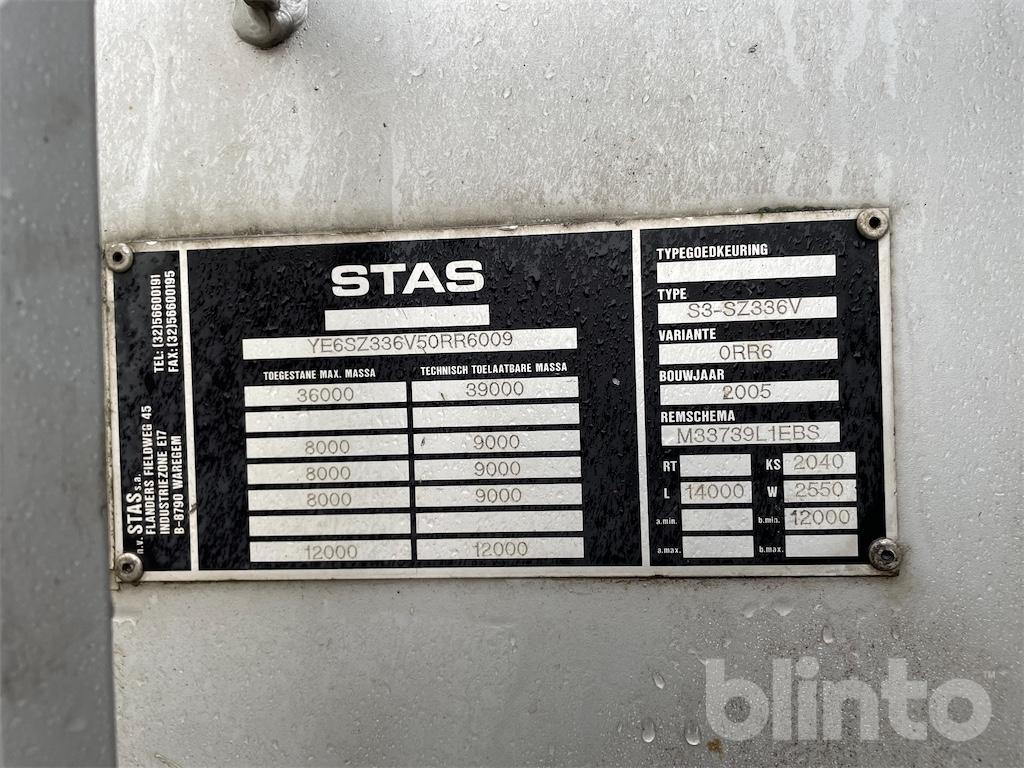 n.v. STAS s.a.
FLANDERS FIELDWEG 45
INDUSTRIEZONE E17
B-8790 WAREGEM
TEL: (32)56600191
FAX: (32)56600195
STAS
YE6SZ336V50RR6009
TOEGESTANE MAX. MASSA TECHNISCH TOELAATBARE MASSA
36000 39000
8000 9000
8000 9000
8000 9000
12000 12000
TYPEGOEDKEURING
TYPE
S3-SZ336V
VARIANTE
0RR6
BOUWJAAR
2005
REMSCHEMA
M33739L1EBS
RT KS 2040
L 14000 W 2550
a.min. b.min. 12000
a.max. b.max.
blinto™